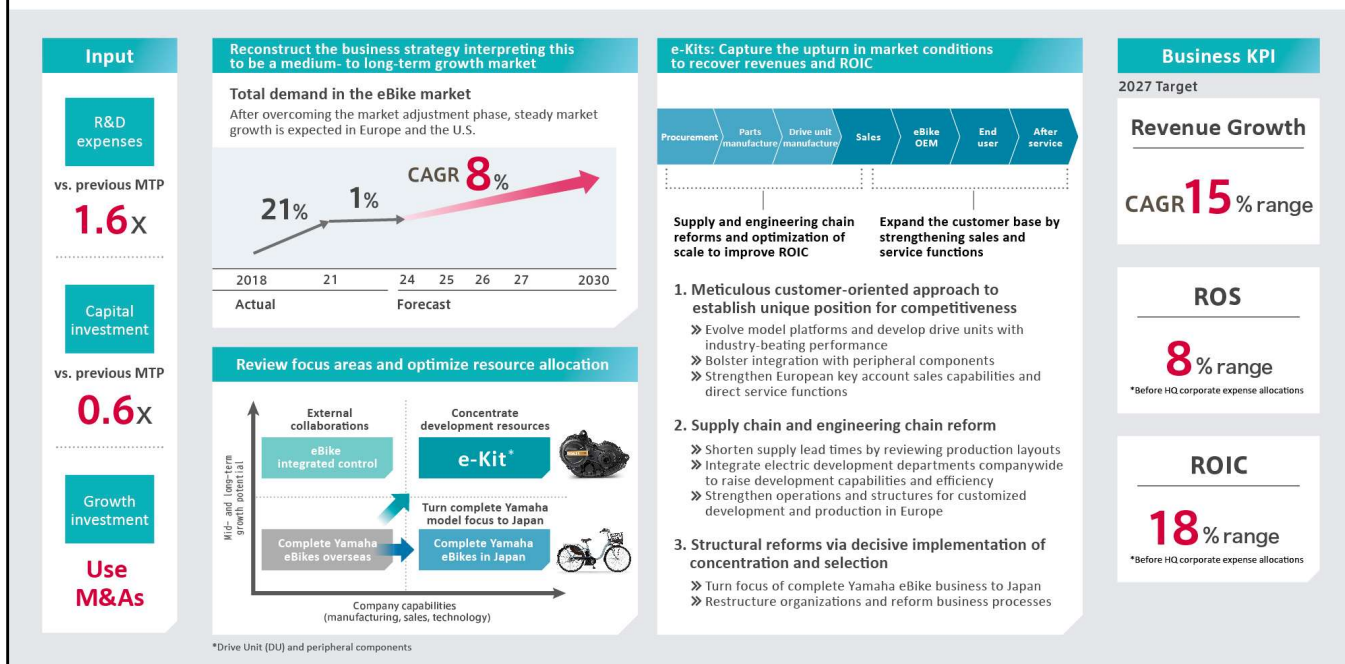 Input
R&D
expenses
vs. previous MTP
1.6x
Capital
investment
vs. previous MTP
0.6x
Growth
investment
Use
M&As
Reconstruct the business strategy interpreting this
to be a medium- to long-term growth market
Total demand in the eBike market
After overcoming the market adjustment phase, steady market
growth is expected in Europe and the U.S.
21%
1%
CAGR 8%
2018 21 24 25 26 27 2030
Actual Forecast
Review focus areas and optimize resource allocation
Mid- and long-term
growth potential
External
collaborations
eBike
integrated control
Concentrate
development resources
e-Kit*
Turn complete Yamaha
model focus to Japan
Complete Yamaha
eBikes overseas
Complete Yamaha
eBikes in Japan
Company capabilities
(manufacturing, sales, technology)
*Drive Unit (DU) and peripheral components
e-Kits: Capture the upturn in market conditions
to recover revenues and ROIC
Procurement
Parts
manufacture
Drive unit
manufacture
Sales
eBike
OEM
End
user
After
service
Supply and engineering chain
reforms and optimization of
scale to improve ROIC
Expand the customer base by
strengthening sales and
service functions
1. Meticulous customer-oriented approach to
establish unique position for competitiveness
» Evolve model platforms and develop drive units with
industry-beating performance
» Bolster integration with peripheral components
» Strengthen European key account sales capabilities and
direct service functions
2. Supply chain and engineering chain reform
» Shorten supply lead times by reviewing production layouts
» Integrate electric development departments companywide
to raise development capabilities and efficiency
» Strengthen operations and structures for customized
development and production in Europe
3. Structural reforms via decisive implementation of
concentration and selection
» Turn focus of complete Yamaha eBike business to Japan
» Restructure organizations and reform business processes
Business KPI
2027 Target
Revenue Growth
CAGR 15% range
ROS
8% range
*Before HQ corporate expense allocations
ROIC
18% range
*Before HQ corporate expense allocations